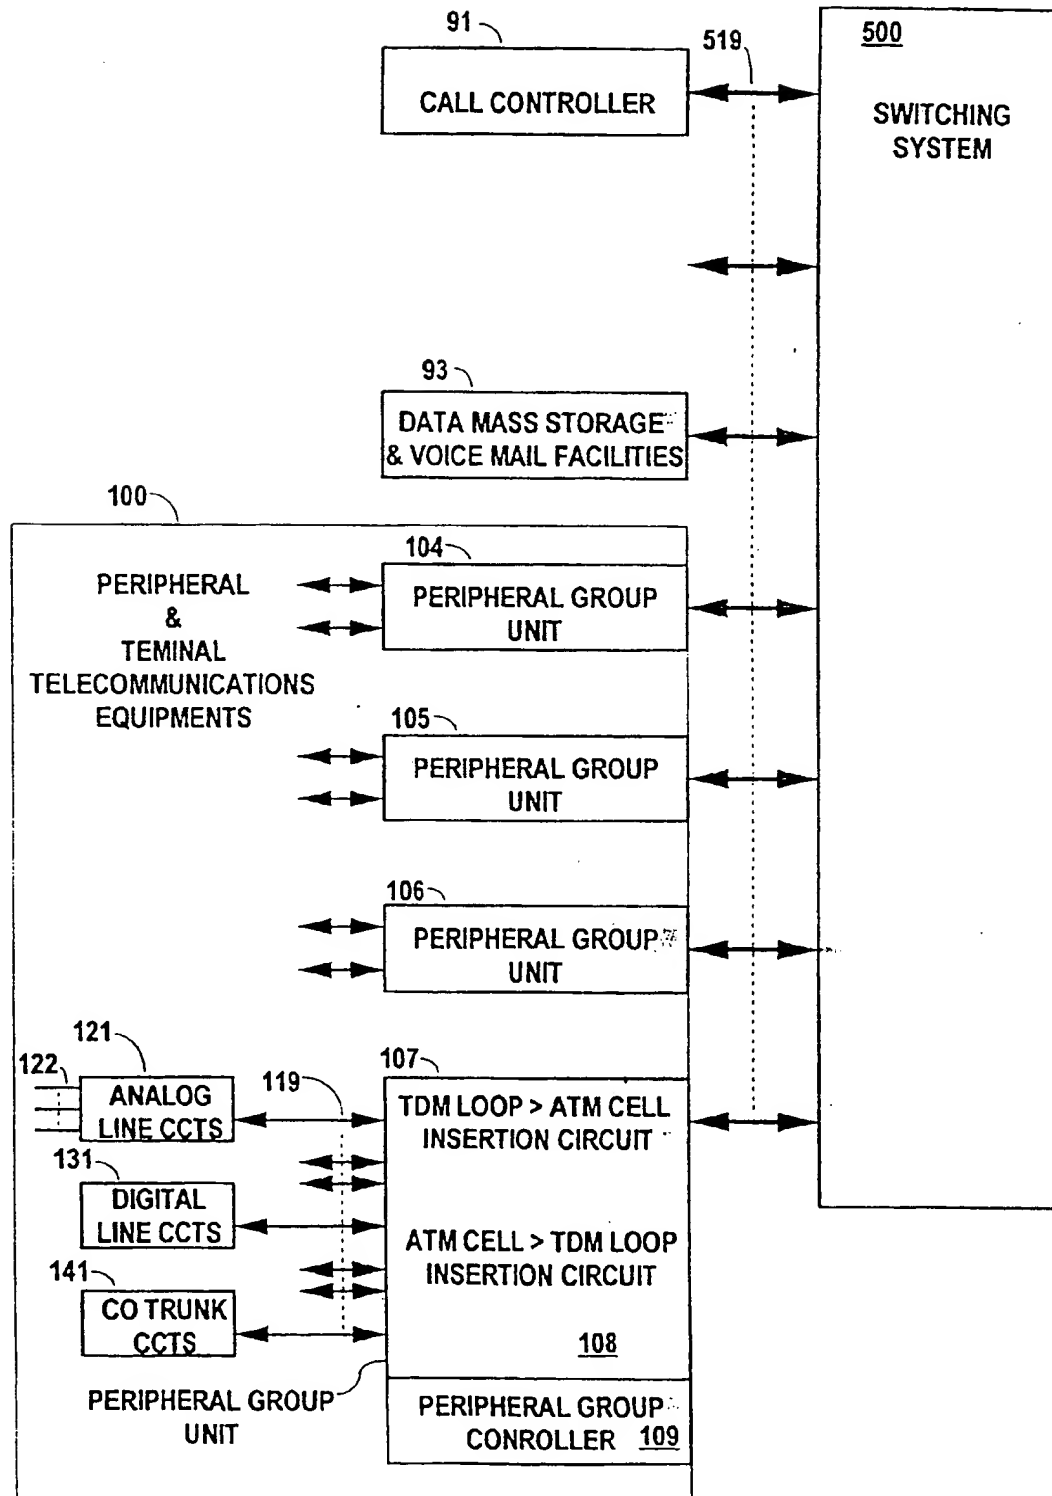 91
CALL CONTROLLER
519
500
SWITCHING
SYSTEM
93
DATA MASS STORAGE
& VOICE MAIL FACILITIES
100
PERIPHERAL
&
TEMINAL
TELECOMMUNICATIONS
EQUIPMENTS
104
PERIPHERAL GROUP
UNIT
105
PERIPHERAL GROUP
UNIT
106
PERIPHERAL GROUP
UNIT
121
122
ANALOG
LINE CCTS
119
131
DIGITAL
LINE CCTS
141
CO TRUNK
CCTS
PERIPHERAL GROUP
UNIT
107
TDM LOOP > ATM CELL
INSERTION CIRCUIT
ATM CELL > TDM LOOP
INSERTION CIRCUIT
108
PERIPHERAL GROUP
CONROLLER 109